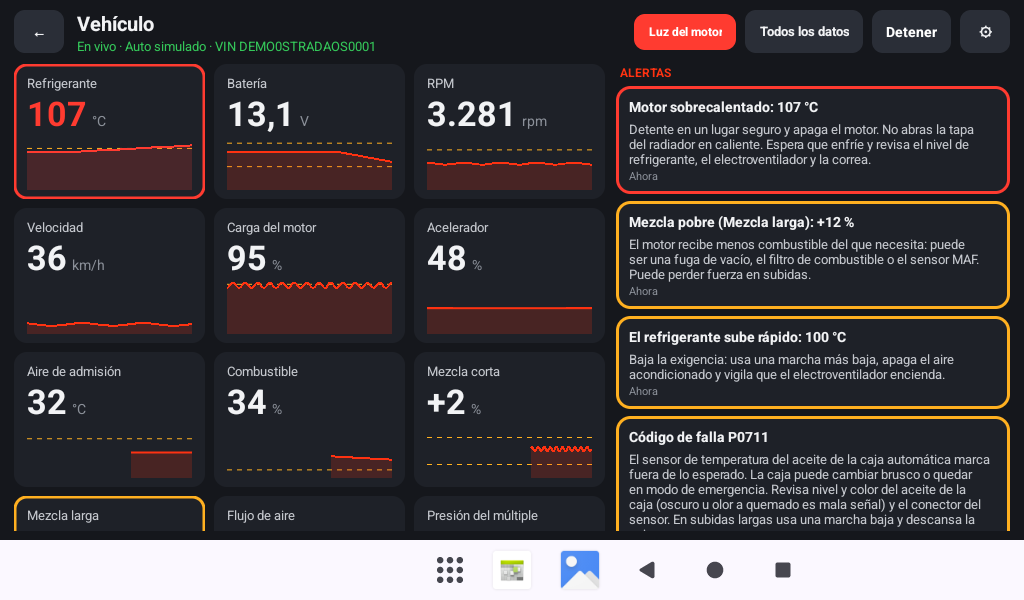 ←
Vehículo
En vivo · Auto simulado · VIN DEMO0STRADAOS0001
Luz del motor
Todos los datos
Detener
Refrigerante
107 °C
Batería
13,1 V
RPM
3.281 rpm
Velocidad
36 km/h
Carga del motor
95 %
Acelerador
48 %
Aire de admisión
32 °C
Combustible
34 %
Mezcla corta
+2 %
Mezcla larga
Flujo de aire
Presión del múltiple
ALERTAS
Motor sobrecalentado: 107 °C
Detente en un lugar seguro y apaga el motor. No abras la tapa
del radiador en caliente. Espera que enfríe y revisa el nivel de
refrigerante, el electroventilador y la correa.
Ahora
Mezcla pobre (Mezcla larga): +12 %
El motor recibe menos combustible del que necesita: puede
ser una fuga de vacío, el filtro de combustible o el sensor MAF.
Puede perder fuerza en subidas.
Ahora
El refrigerante sube rápido: 100 °C
Baja la exigencia: usa una marcha más baja, apaga el aire
acondicionado y vigila que el electroventilador encienda.
Ahora
Código de falla P0711
El sensor de temperatura del aceite de la caja automática marca
fuera de lo esperado. La caja puede cambiar brusco o quedar
en modo de emergencia. Revisa nivel y color del aceite de la
caja (oscuro u olor a quemado es mala señal) y el conector del
sensor. En subidas largas usa una marcha baja y descansa la